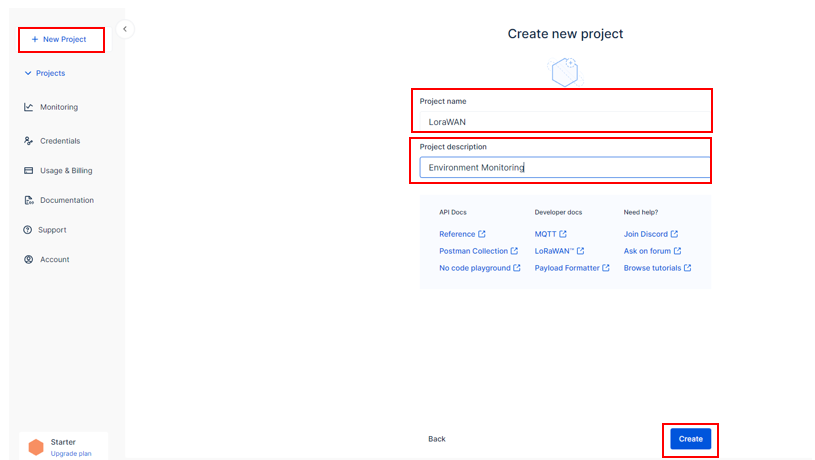 + New Project
Projects
Monitoring
Credentials
Usage & Billing
Documentation
Support
Account
Starter
Upgrade plan
Create new project
Project name
LoraWAN
Project description
Environment Monitoring
API Docs
Reference
Postman Collection
No code playground
Developer docs
MQTT
LoRaWAN™
Payload Formatter
Need help?
Join Discord
Ask on forum
Browse tutorials
Back
Create